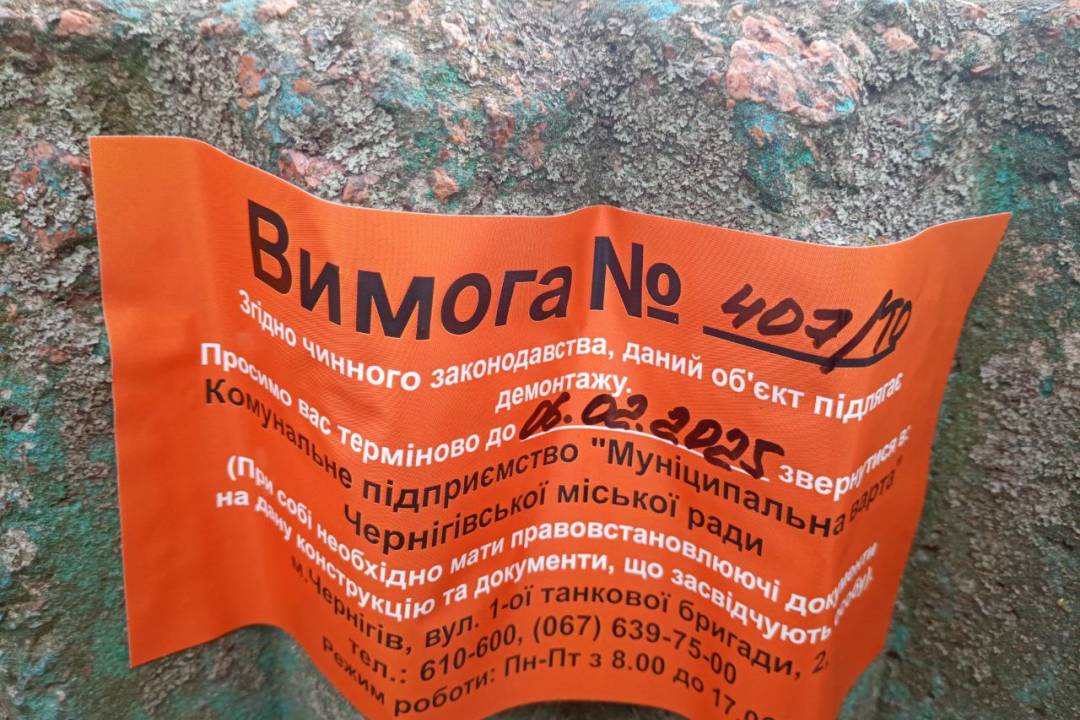 Вимога № 407/ТО
Згідно чинного законодавства, даний об'єкт підлягає
демонтажу.
Просимо вас терміново до 06.02.2025 звернутися в:
Комунальне підприємство "Муніципальна варта"
Чернігівської міської ради
(При собі необхідно мати правовстановлюючі документи
на дану конструкцію та документи, що засвідчують
м.Чернігів, вул. 1-ої танкової бригади, 2,
тел.: 610-600, (067) 639-75-00
режим роботи: Пн-Пт з 8.00 до 17.00